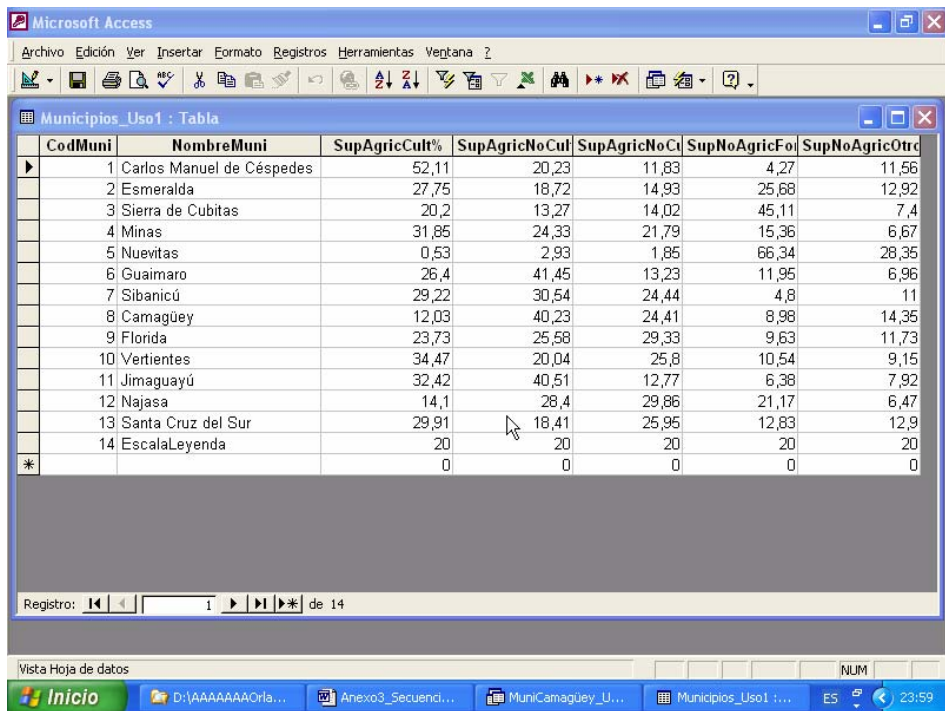 Microsoft Access
Archivo Edición Ver Insertar Formato Registros Herramientas Ventana ?
Municipios_Uso1 : Tabla
CodMuni NombreMuni SupAgricCult% SupAgricNoCul SupAgricNoCu SupNoAgricFor SupNoAgricOtro
1 Carlos Manuel de Céspedes 52,11 20,23 11,83 4,27 11,56
2 Esmeralda 27,75 18,72 14,93 25,68 12,92
3 Sierra de Cubitas 20,2 13,27 14,02 45,11 7,4
4 Minas 31,85 24,33 21,79 15,36 6,67
5 Nuevitas 0,53 2,93 1,85 66,34 28,35
6 Guaimaro 26,4 41,45 13,23 11,95 6,96
7 Sibanicú 29,22 30,54 24,44 4,8 11
8 Camagüey 12,03 40,23 24,41 8,98 14,35
9 Florida 23,73 25,58 29,33 9,63 11,73
10 Vertientes 34,47 20,04 25,8 10,54 9,15
11 Jimaguayú 32,42 40,51 12,77 6,38 7,92
12 Najasa 14,1 28,4 29,86 21,17 6,47
13 Santa Cruz del Sur 29,91 18,41 25,95 12,83 12,9
14 EscalaLeyenda 20 20 20 20 20
0 0 0 0 0
Registro: 1 de 14
Vista Hoja de datos NUM
Inicio D:\AAAAAAAOrla... Anexo3_Secuenci... MuniCamagüey_U... Municipios_Uso1 :... ES 23:59